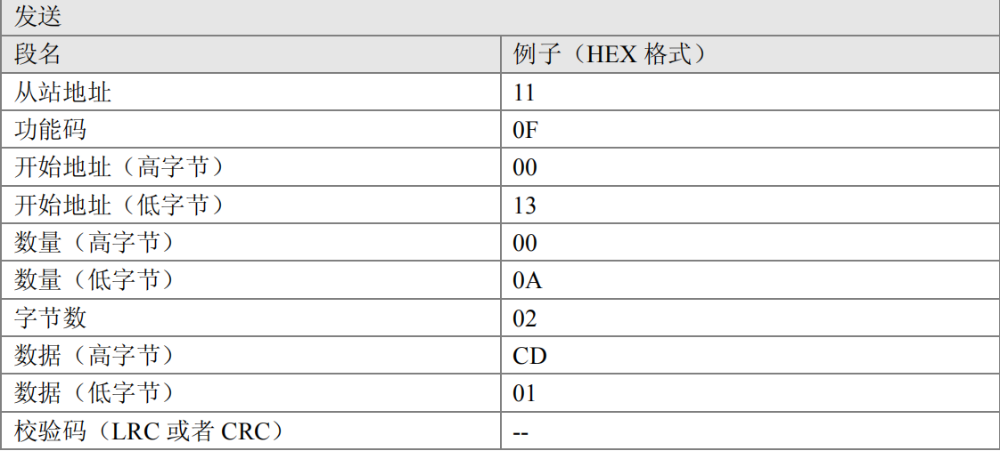 发送
段名 例子（HEX 格式）
从站地址 11
功能码 0F
开始地址（高字节） 00
开始地址（低字节） 13
数量（高字节） 00
数量（低字节） 0A
字节数 02
数据（高字节） CD
数据（低字节） 01
校验码（LRC 或者 CRC） --